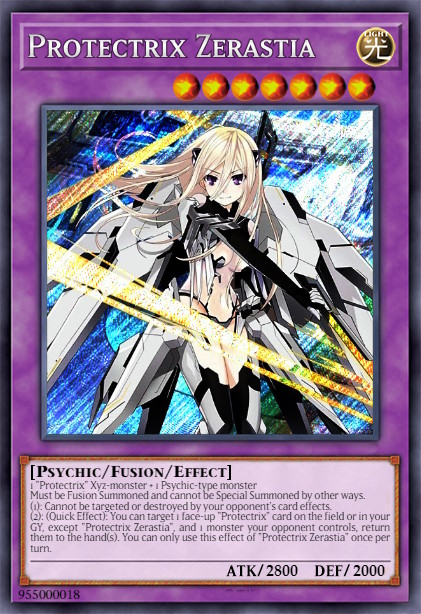 PROTECTRIX ZERASTIA
LIGHT
光
[PSYCHIC/FUSION/EFFECT]
1 "Protectrix" Xyz-monster + 1 Psychic-type monster
Must be Fusion Summoned and cannot be Special Summoned by other ways.
(1): Cannot be targeted or destroyed by your opponent's card effects.
(2): (Quick Effect): You can target 1 face-up "Protectrix" card on the field or in your
GY, except "Protectrix Zerastia", and 1 monster your opponent controls, return
them to the hand(s). You can only use this effect of "Protectrix Zerastia" once per
turn.
ATK/2800 DEF/2000
955000018